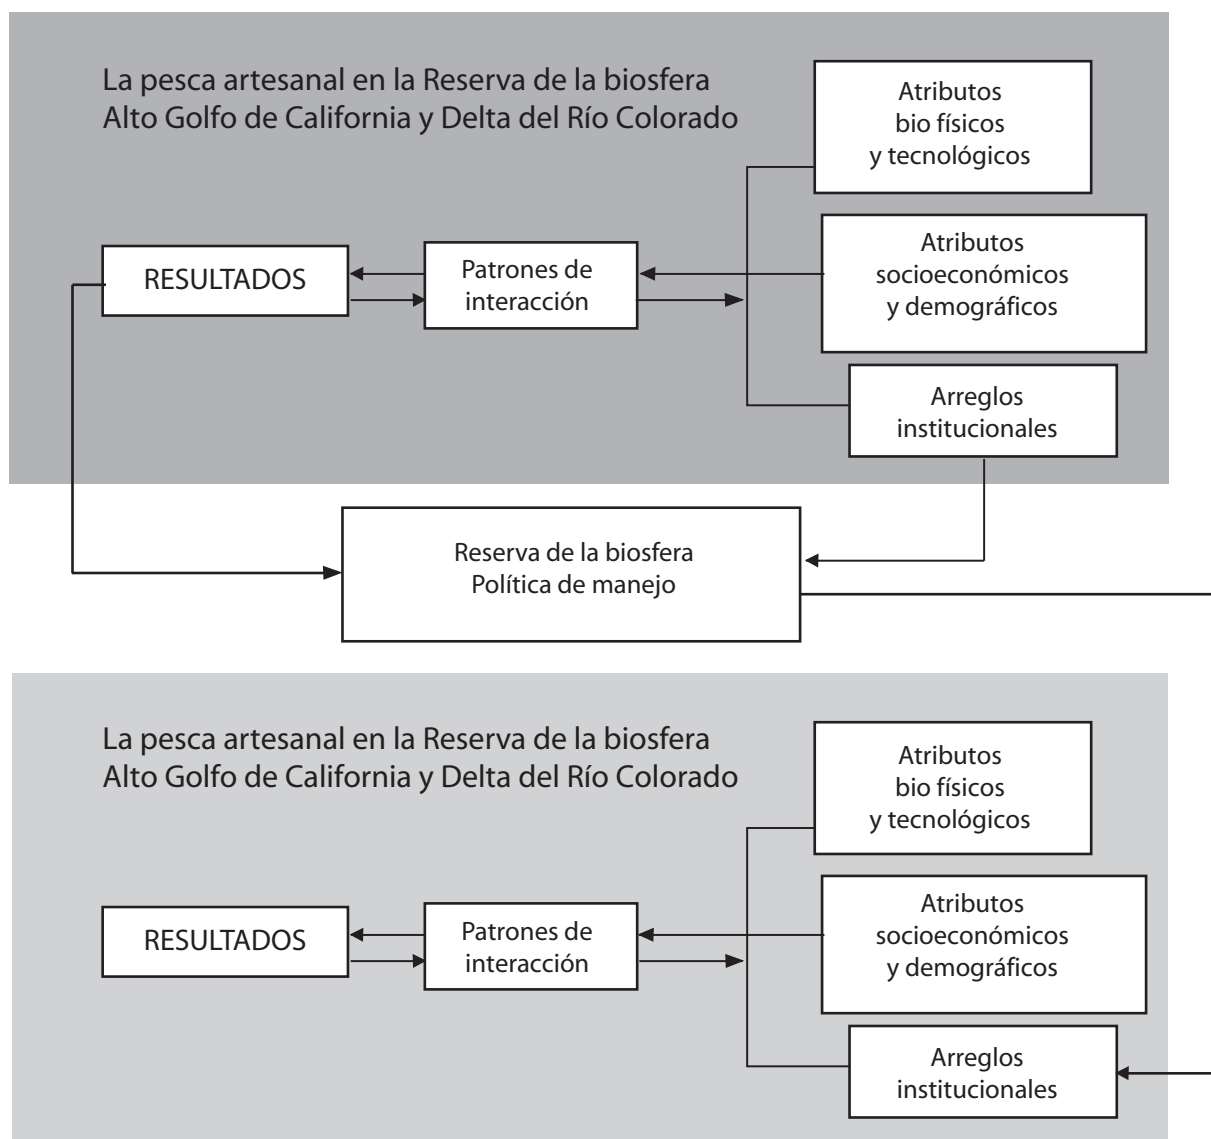 La pesca artesanal en la Reserva de la biosfera
Alto Golfo de California y Delta del Río Colorado
Atributos
bio físicos
y tecnológicos
RESULTADOS
Patrones de
interacción
Atributos
socioeconómicos
y demográficos
Arreglos
institucionales
Reserva de la biosfera
Política de manejo
La pesca artesanal en la Reserva de la biosfera
Alto Golfo de California y Delta del Río Colorado
Atributos
bio físicos
y tecnológicos
RESULTADOS
Patrones de
interacción
Atributos
socioeconómicos
y demográficos
Arreglos
institucionales